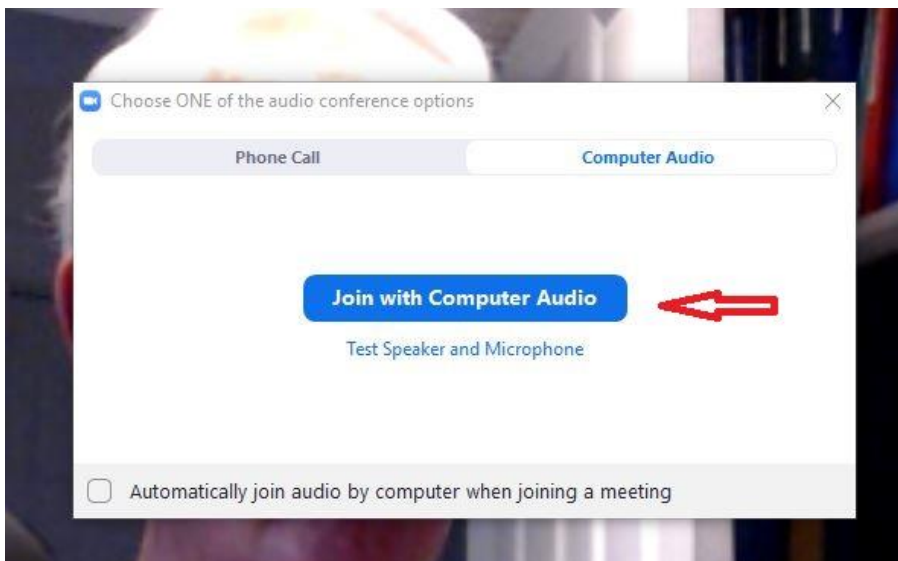 Choose ONE of the audio conference options
Phone Call
Computer Audio
Join with Computer Audio
Test Speaker and Microphone
Automatically join audio by computer when joining a meeting